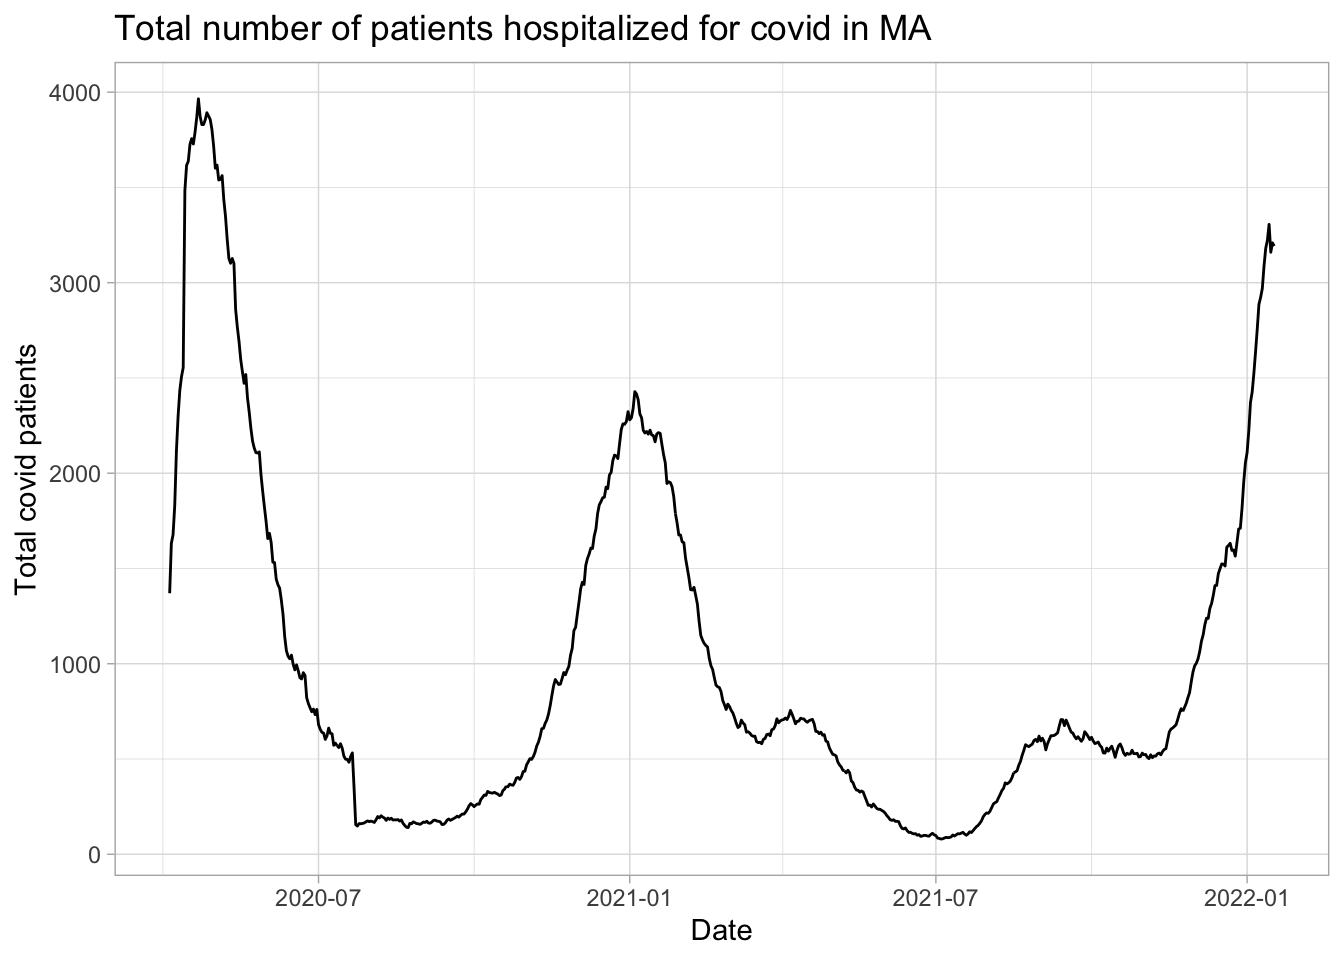 Total number of patients hospitalized for covid in MA
4000
3000
2000
1000
0
Total covid patients
2020-07 2021-01 2021-07 2022-01
Date